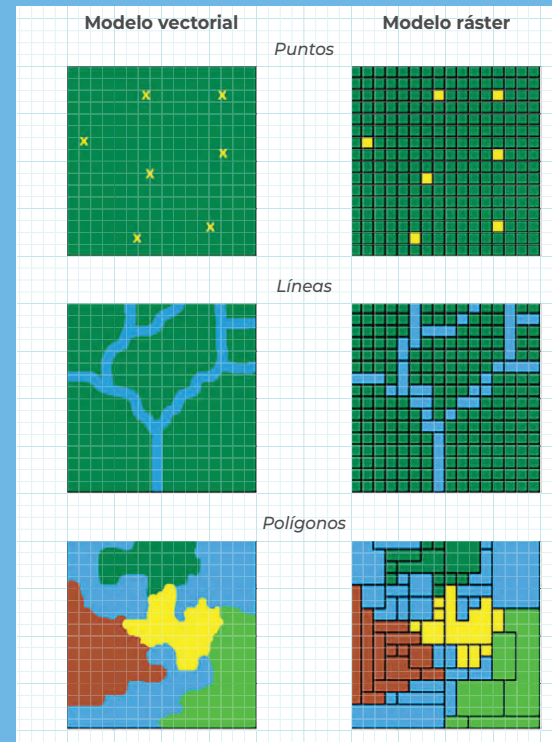 Modelo vectorial
Modelo ráster
Puntos
Líneas
Polígonos